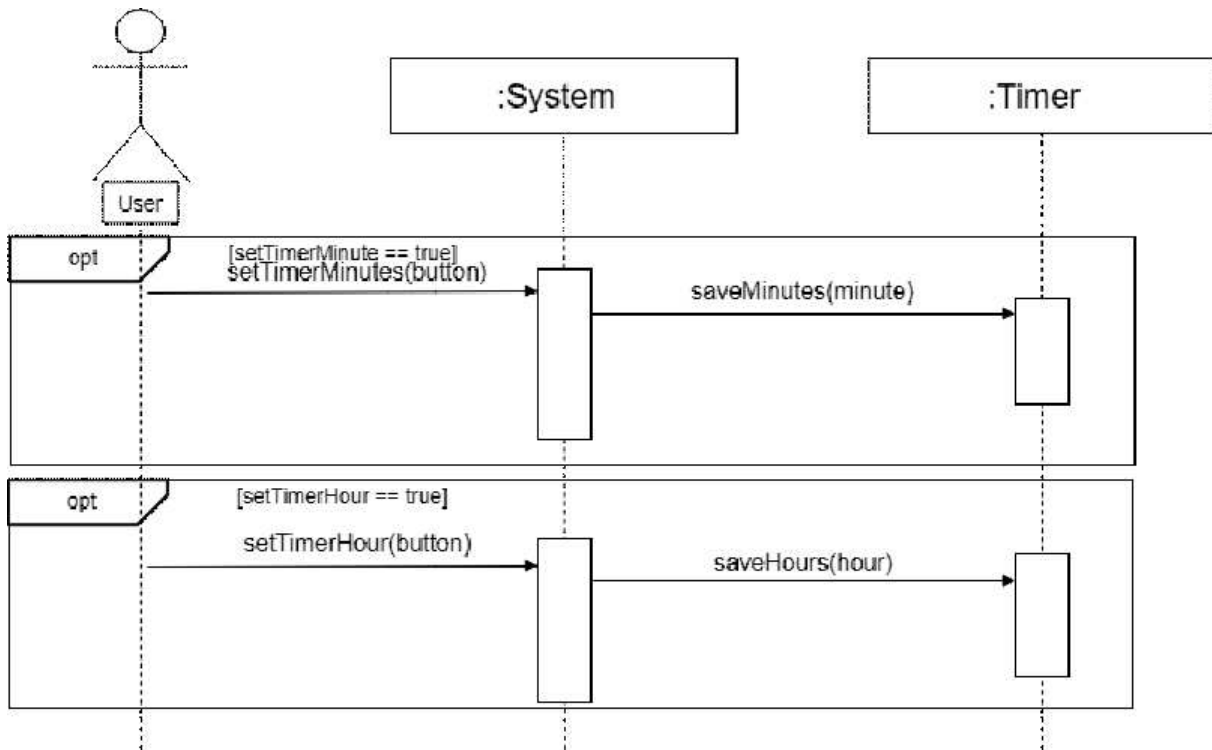 :System
:Timer
User
opt
[setTimerMinute == true]
setTimerMinutes(button)
saveMinutes(minute)
opt
[setTimerHour == true]
setTimerHour(button)
saveHours(hour)